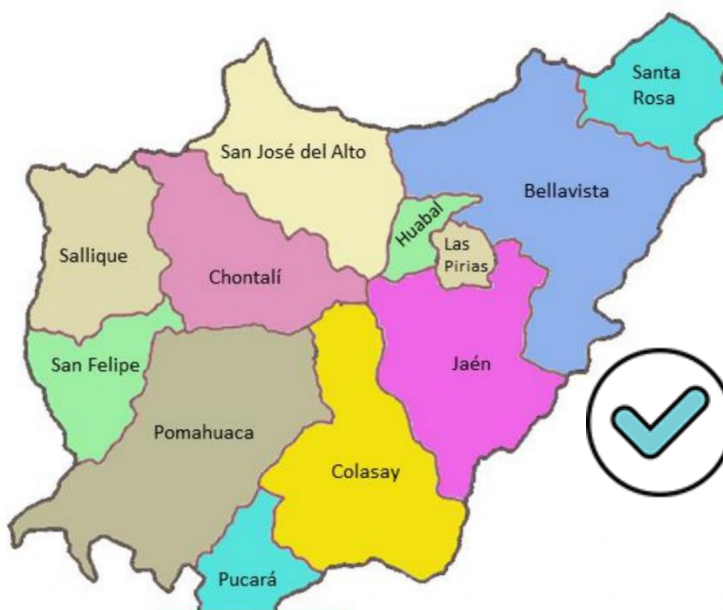 Santa
Rosa
San José del Alto
Bellavista
Huabal
Las
Pirias
Sallique
Chontalí
San Felipe
Jaén
Pomahuaca
Colasay
Pucará